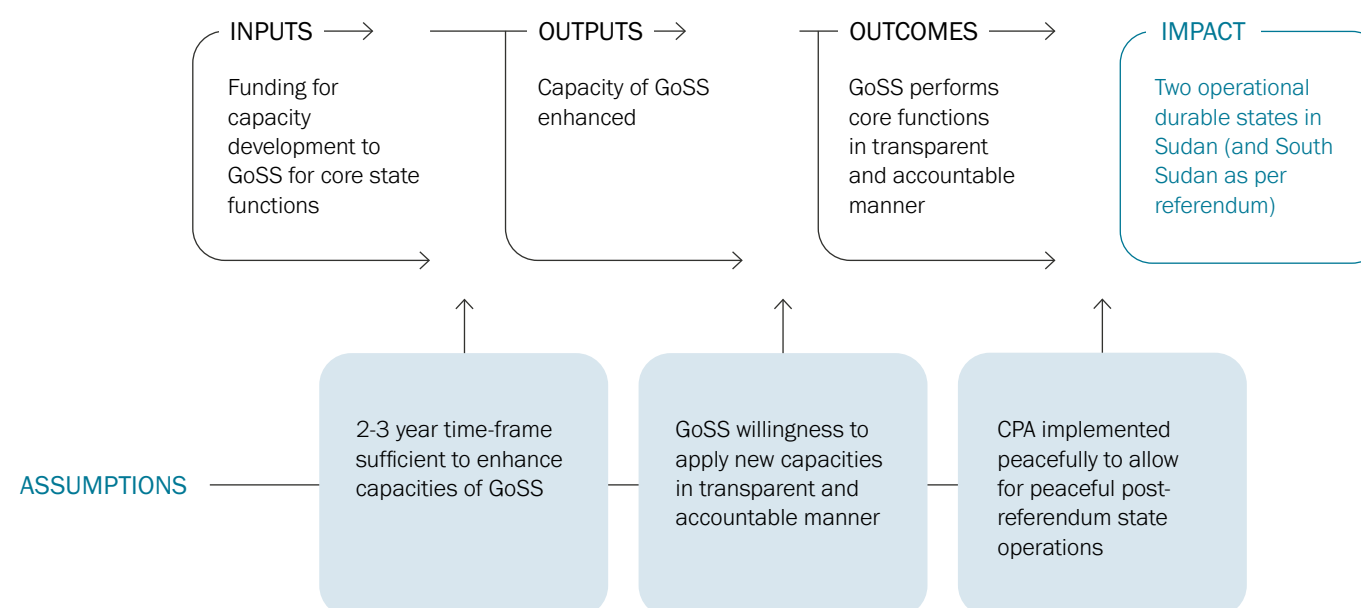 INPUTS
Funding for
capacity
development to
GoSS for core state
functions
OUTPUTS
Capacity of GoSS
enhanced
OUTCOMES
GoSS performs
core functions
in transparent
and accountable
manner
IMPACT
Two operational
durable states in
Sudan (and South
Sudan as per
referendum)
ASSUMPTIONS
2-3 year time-frame
sufficient to enhance
capacities of GoSS
GoSS willingness to
apply new capacities
in transparent and
accountable manner
CPA implemented
peacefully to allow
for peaceful post-
referendum state
operations